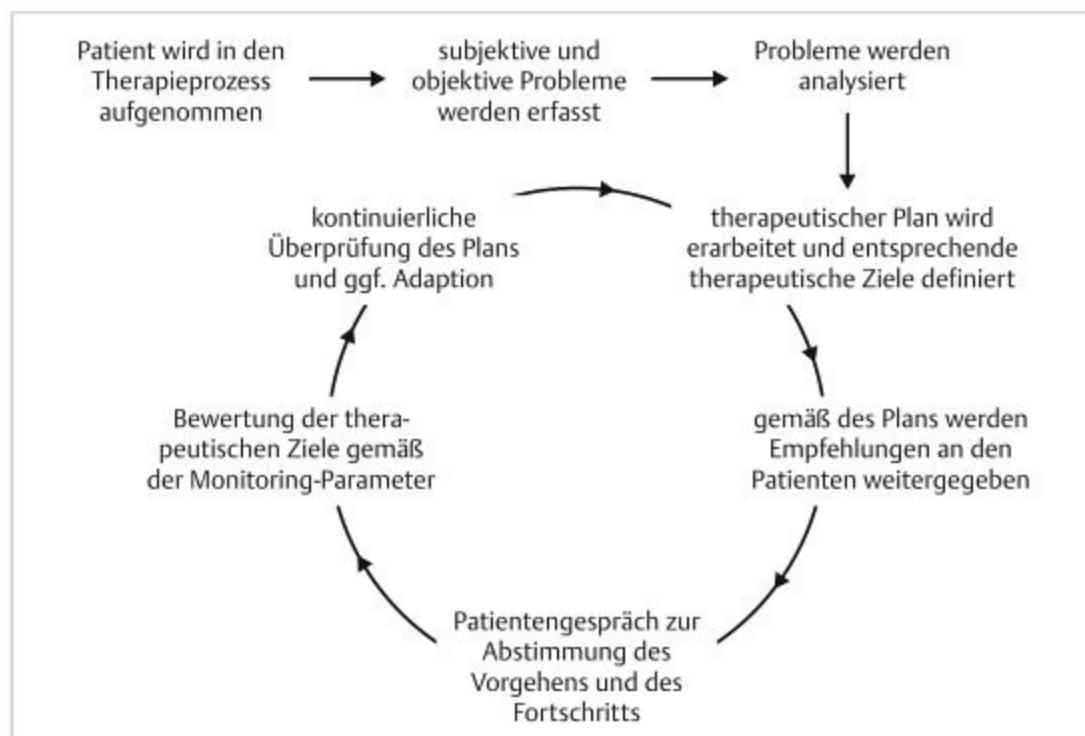 Patient wird in den
Therapieprozess
aufgenommen
subjektive und
objektive Probleme
werden erfasst
Probleme werden
analysiert
therapeutischer Plan wird
erarbeitet und entsprechende
therapeutische Ziele definiert
gemäß des Plans werden
Empfehlungen an den
Patienten weitergegeben
Patientengespräch zur
Abstimmung des
Vorgehens und des
Fortschritts
Bewertung der thera-
peutischen Ziele gemäß
der Monitoring-Parameter
kontinuierliche
Überprüfung des Plans
und ggf. Adaption